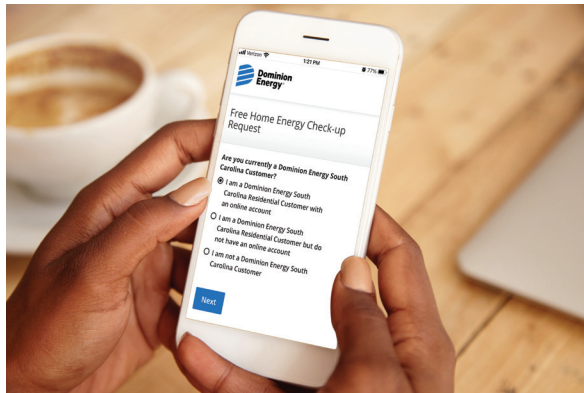 Verizon 1:21 PM 77%
Dominion
Energy
Free Home Energy Check-up
Request
Are you currently a Dominion Energy South
Carolina Customer?
I am a Dominion Energy South
Carolina Residential Customer with
an online account
I am a Dominion Energy South
Carolina Residential Customer but do
not have an online account
I am not a Dominion Energy South
Carolina Customer
Next